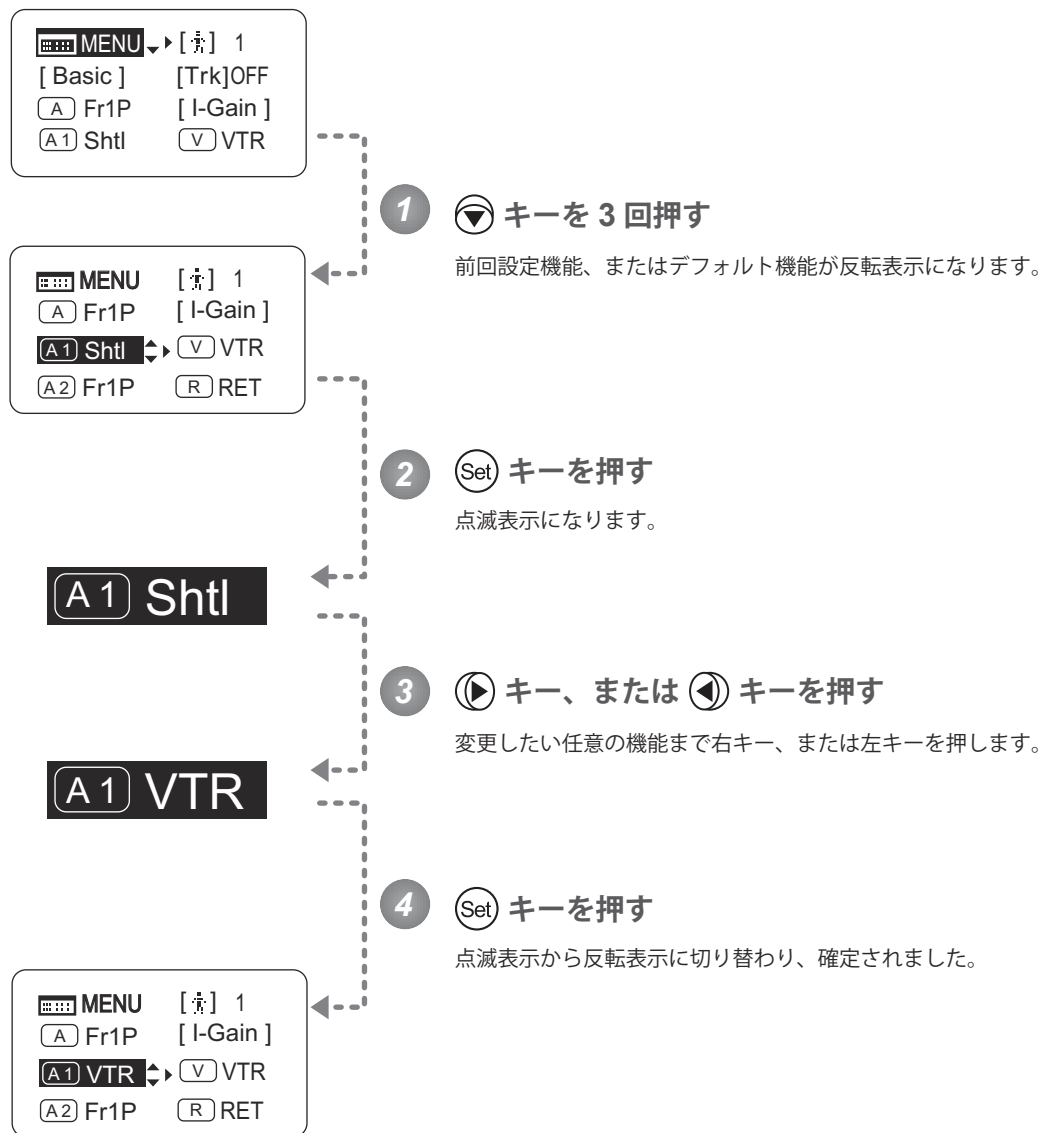 MENU [ ] 1
[ Basic ] [Trk]OFF
A Fr1P [ I-Gain ]
A1 Shtl V VTR
1 キーを 3 回押す
前回設定機能、またはデフォルト機能が反転表示になります。
MENU [ ] 1
A Fr1P [ I-Gain ]
A1 Shtl V VTR
A2 Fr1P R RET
2 Set キーを押す
点滅表示になります。
A 1 Shtl
3 キー、または キーを押す
変更したい任意の機能まで右キー、または左キーを押します。
A 1 VTR
4 Set キーを押す
点滅表示から反転表示に切り替わり、確定されました。
MENU [ ] 1
A Fr1P [ I-Gain ]
A1 VTR V VTR
A2 Fr1P R RET